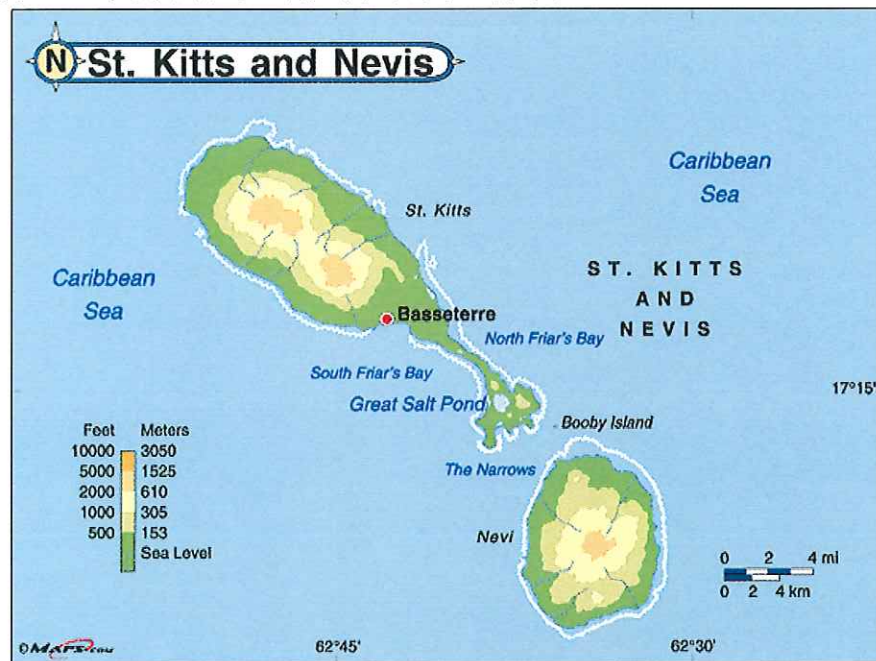 N St. Kitts and Nevis
Caribbean
Sea
St. Kitts
Caribbean
Sea
ST. KITTS
AND
NEVIS
Basseterre
North Friar's Bay
South Friar's Bay
17°15'
Great Salt Pond
Booby Island
The Narrows
Nevi
Feet Meters
10000 3050
5000 1525
2000 610
1000 305
500 153
Sea Level
0 2 4 mi
0 2 4 km
©MAPS.com
62°45'
62°30'